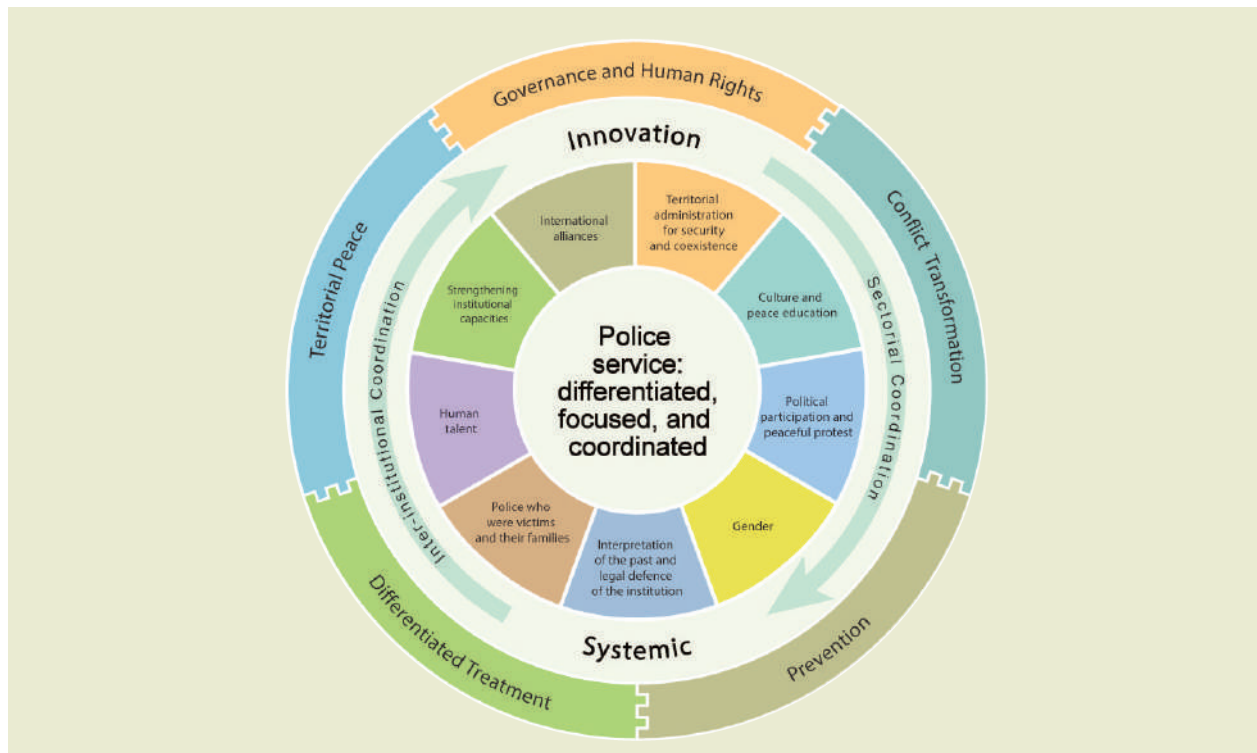 Governance and Human Rights
Conflict Transformation
Prevention
Differentiated Treatment
Territorial Peace
Innovation
Sectorial Coordination
Systemic
Inter-institutional Coordination
Territorial
administration
for security
and coexistence
Culture and
peace education
Political
participation and
peaceful protest
Gender
Interpretation
of the past and
legal defence
of the institution
Police who
were victims
and their families
Human
talent
Strengthening
institutional
capacities
International
alliances
Police
service:
differentiated,
focused, and
coordinated